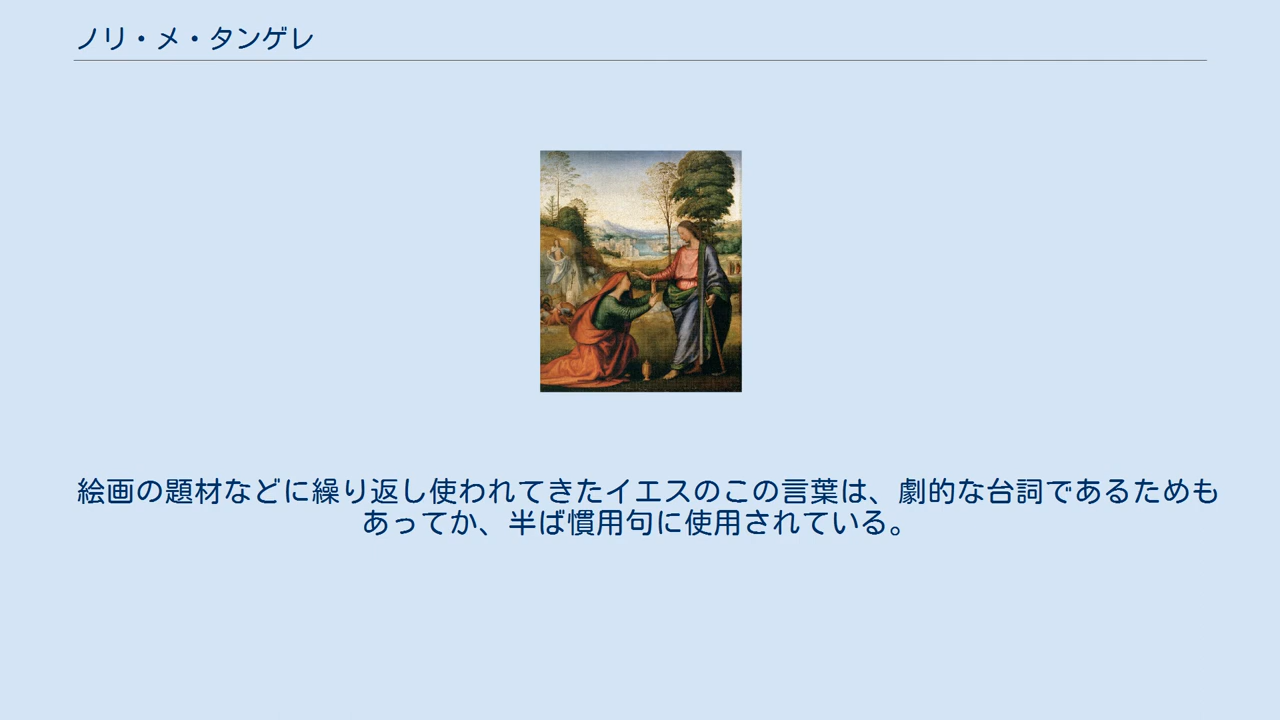 ノリ・メ・タンゲレ
絵画の題材などに繰り返し使われてきたイエスのこの言葉は、劇的な台詞であるためも
あってか、半ば慣用句に使用されている。